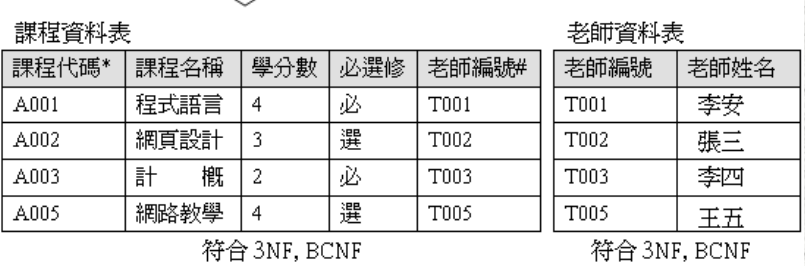 課程資料表 老師資料表
課程代碼* 課程名稱 學分數 必選修 老師編號# 老師編號 老師姓名
A001 程式語言 4 必 T001 T001 李安
A002 網頁設計 3 選 T002 T002 張三
A003 計 概 2 必 T003 T003 李四
A005 網路教學 4 選 T005 T005 王五
符合 3NF, BCNF 符合 3NF, BCNF